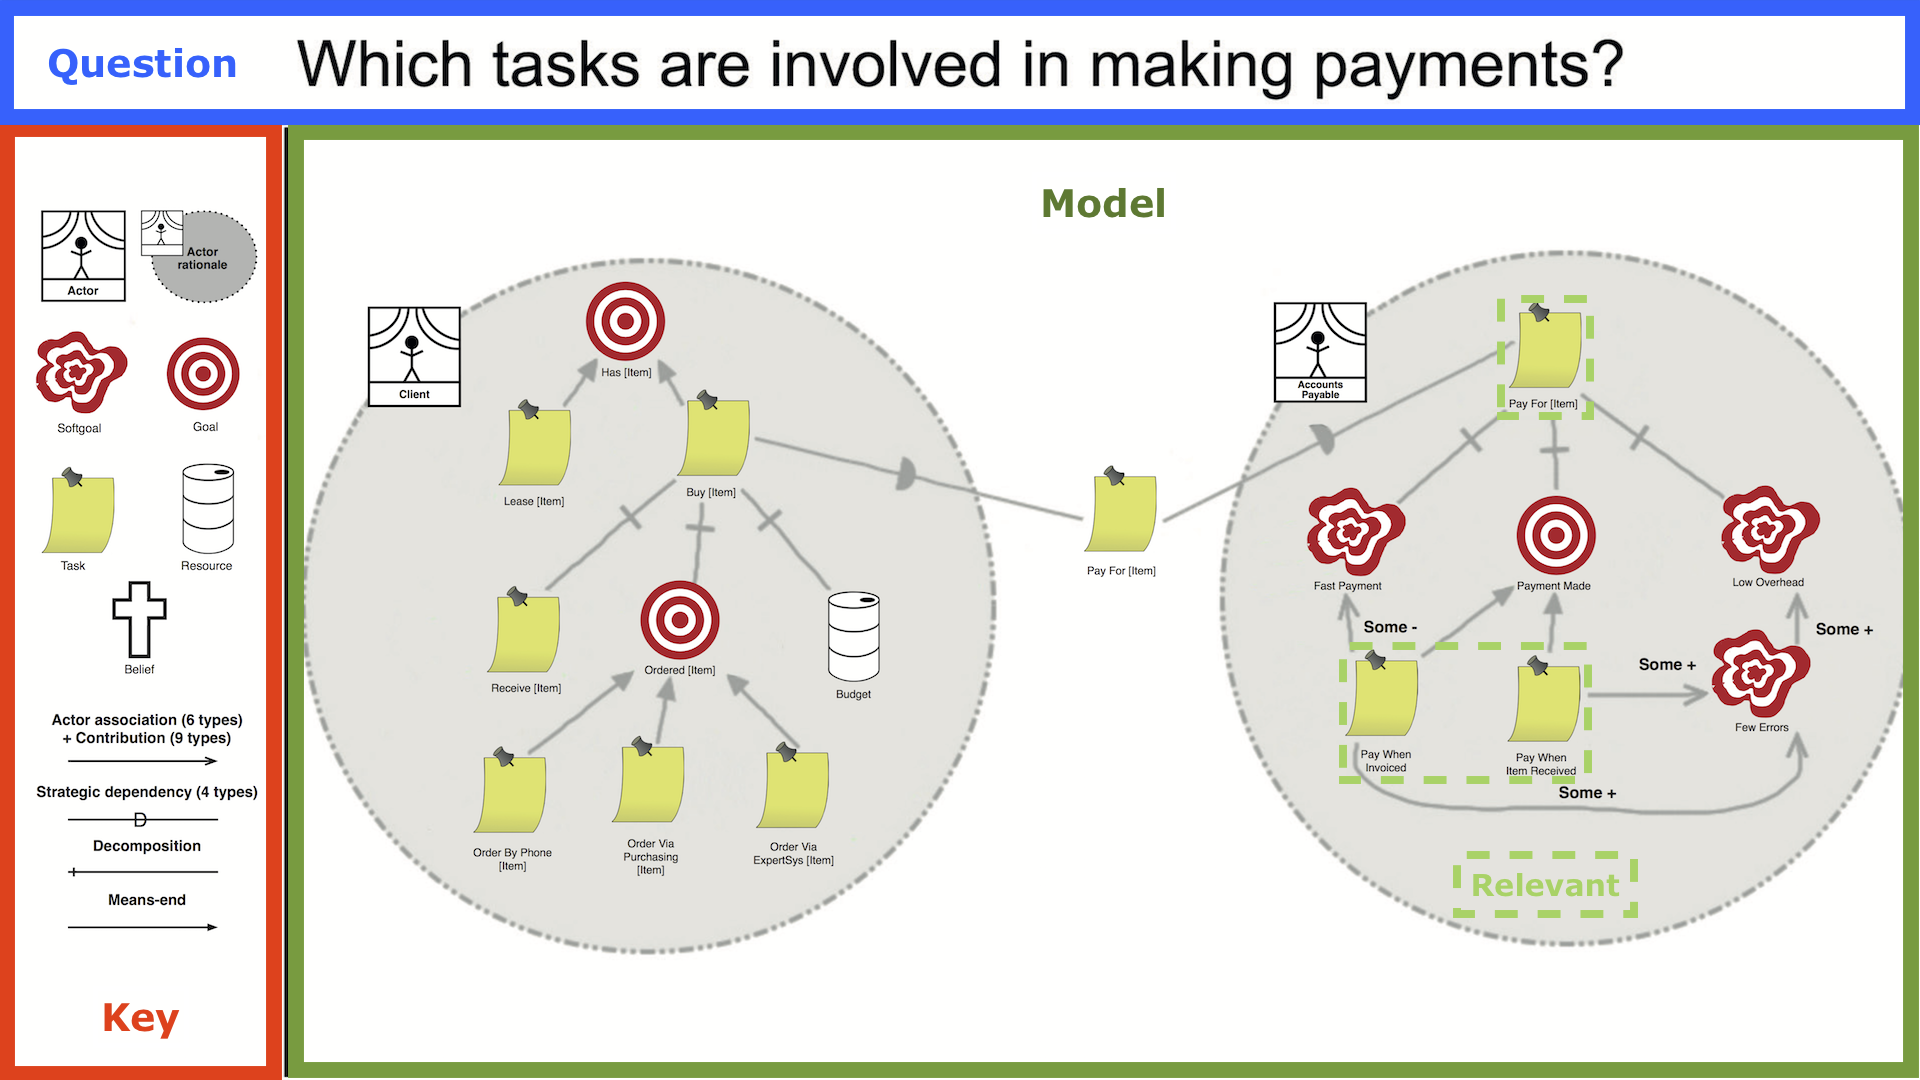 Question
Which tasks are involved in making payments?
Actor
Actor
rationale
Softgoal
Goal
Task
Resource
Belief
Actor association (6 types)
+ Contribution (9 types)
Strategic dependency (4 types)
D
Decomposition
Means-end
Key
Model
Client
Has [Item]
Lease [Item]
Buy [Item]
Receive [Item]
Ordered [Item]
Budget
Order By Phone
[Item]
Order Via
Purchasing
[Item]
Order Via
ExpertSys [Item]
Pay For [Item]
Accounts
Payable
Pay For [Item]
Fast Payment
Payment Made
Low Overhead
Some -
Some +
Some +
Few Errors
Pay When
Invoiced
Pay When
Item Received
Some +
Relevant